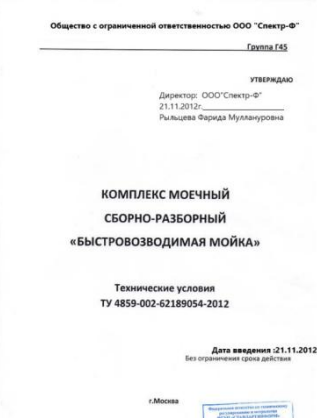 Общество с ограниченной ответственностью ООО "Спектр-Ф"
Группа Г45
УТВЕРЖДАЮ
Директор: ООО"Спектр-Ф"
21.11.2012г.
Рыльцева Фарида Муллануровна
КОМПЛЕКС МОЕЧНЫЙ
СБОРНО-РАЗБОРНЫЙ
«БЫСТРОВОЗВОДИМАЯ МОЙКА»
Технические условия
ТУ 4859-002-62189054-2012
Дата введения :21.11.2012
Без ограничения срока действия
г.Москва